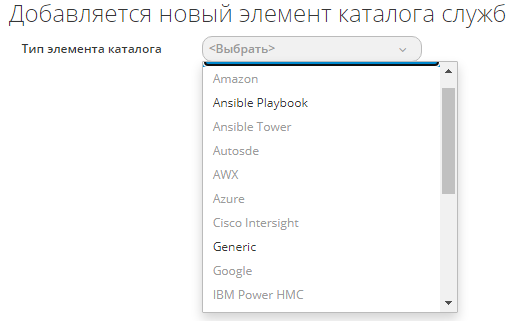 Добавляется новый элемент каталога служб
Тип элемента каталога
<Выбрать>
Amazon
Ansible Playbook
Ansible Tower
Autosde
AWX
Azure
Cisco Intersight
Generic
Google
IBM Power HMC